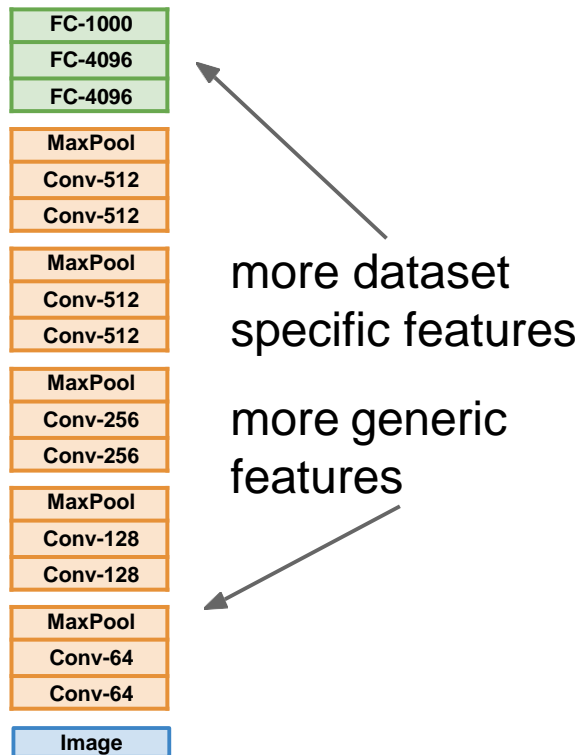 FC-1000
FC-4096
FC-4096
MaxPool
Conv-512
Conv-512
MaxPool
Conv-512
Conv-512
MaxPool
Conv-256
Conv-256
MaxPool
Conv-128
Conv-128
MaxPool
Conv-64
Conv-64
Image
more dataset
specific features
more generic
features